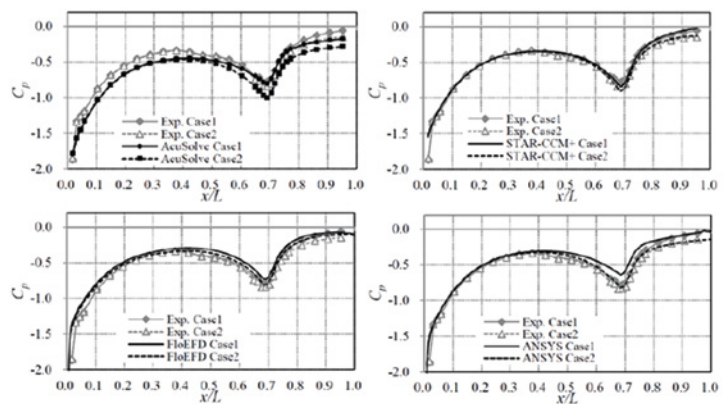 0.0
-0.5
-1.0
-1.5
-2.0
Cp
Exp. Case1
Exp. Case2
AcuSolve Case1
AcuSolve Case2
0.0 0.1 0.2 0.3 0.4 0.5 0.6 0.7 0.8 0.9 1.0
x/L
0.0
-0.5
-1.0
-1.5
-2.0
Cp
Exp. Case1
Exp. Case2
STAR-CCM+ Case1
STAR-CCM+ Case2
0.0 0.1 0.2 0.3 0.4 0.5 0.6 0.7 0.8 0.9 1.0
x/L
0.0
-0.5
-1.0
-1.5
-2.0
Cp
Exp. Case1
Exp. Case2
FloEFD Case1
FloEFD Case2
0.0 0.1 0.2 0.3 0.4 0.5 0.6 0.7 0.8 0.9 1.0
x/L
0.0
-0.5
-1.0
-1.5
-2.0
Cp
Exp. Case1
Exp. Case2
ANSYS Case1
ANSYS Case2
0.0 0.1 0.2 0.3 0.4 0.5 0.6 0.7 0.8 0.9 1.0
x/L